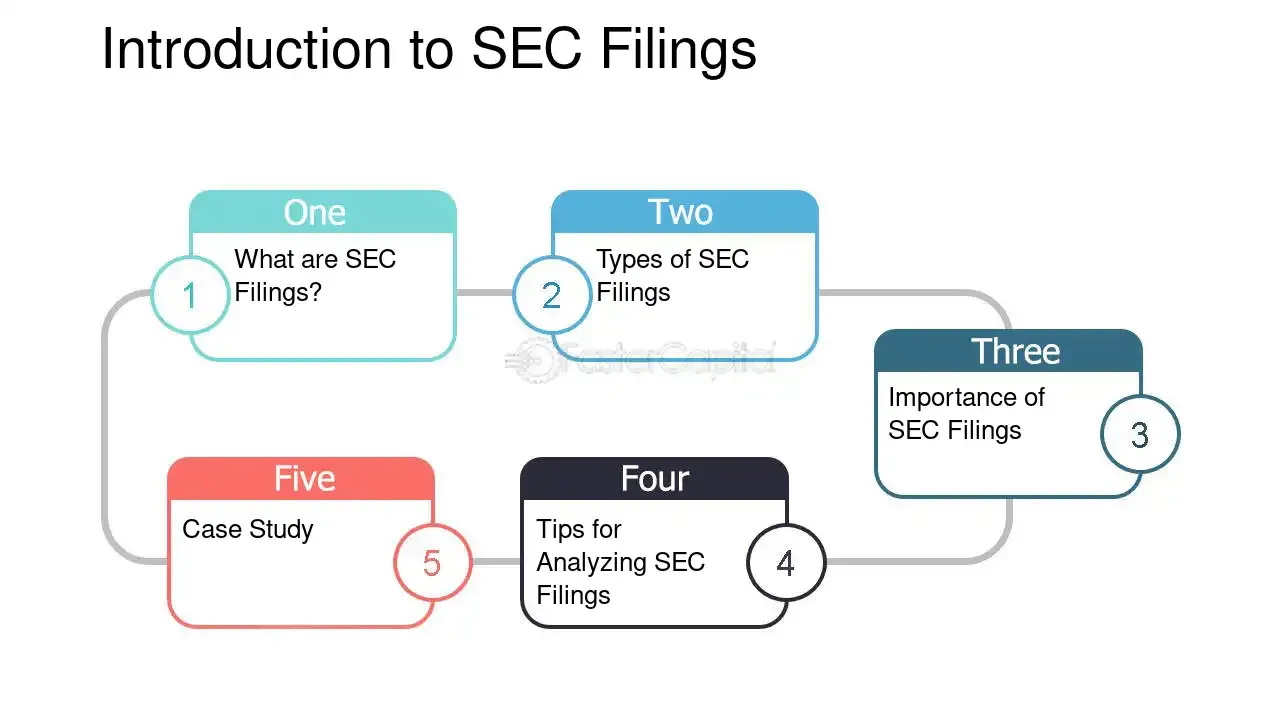 Introduction to SEC Filings
One
1
What are SEC
Filings?
Two
2
Types of SEC
Filings
Three
Importance of
SEC Filings
3
FasterCapital
Four
Tips for
Analyzing SEC
Filings
4
Five
Case Study
5